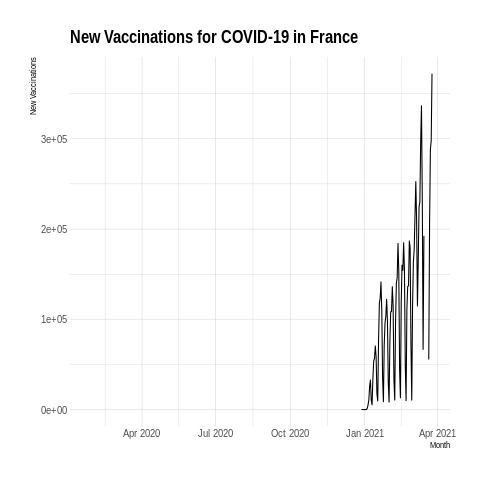 New Vaccinations for COVID-19 in France
New Vaccinations
3e+05
2e+05
1e+05
0e+00
Apr 2020 Jul 2020 Oct 2020 Jan 2021 Apr 2021
Month